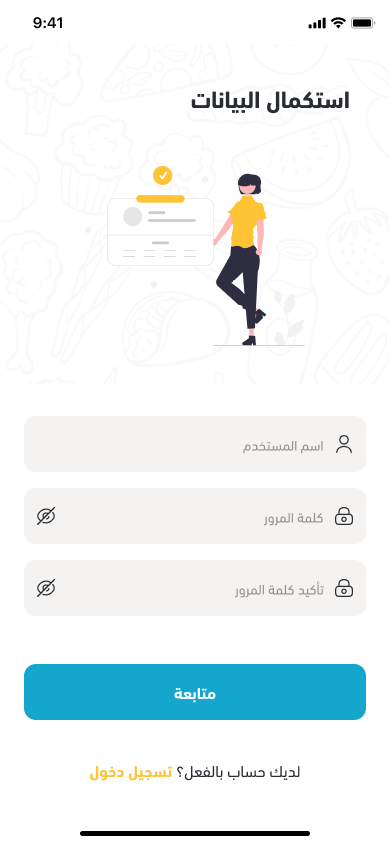 9:41
استكمال البيانات
اسم المستخدم
كلمة المرور
تأكيد كلمة المرور
متابعة
لديك حساب بالفعل؟ تسجيل دخول